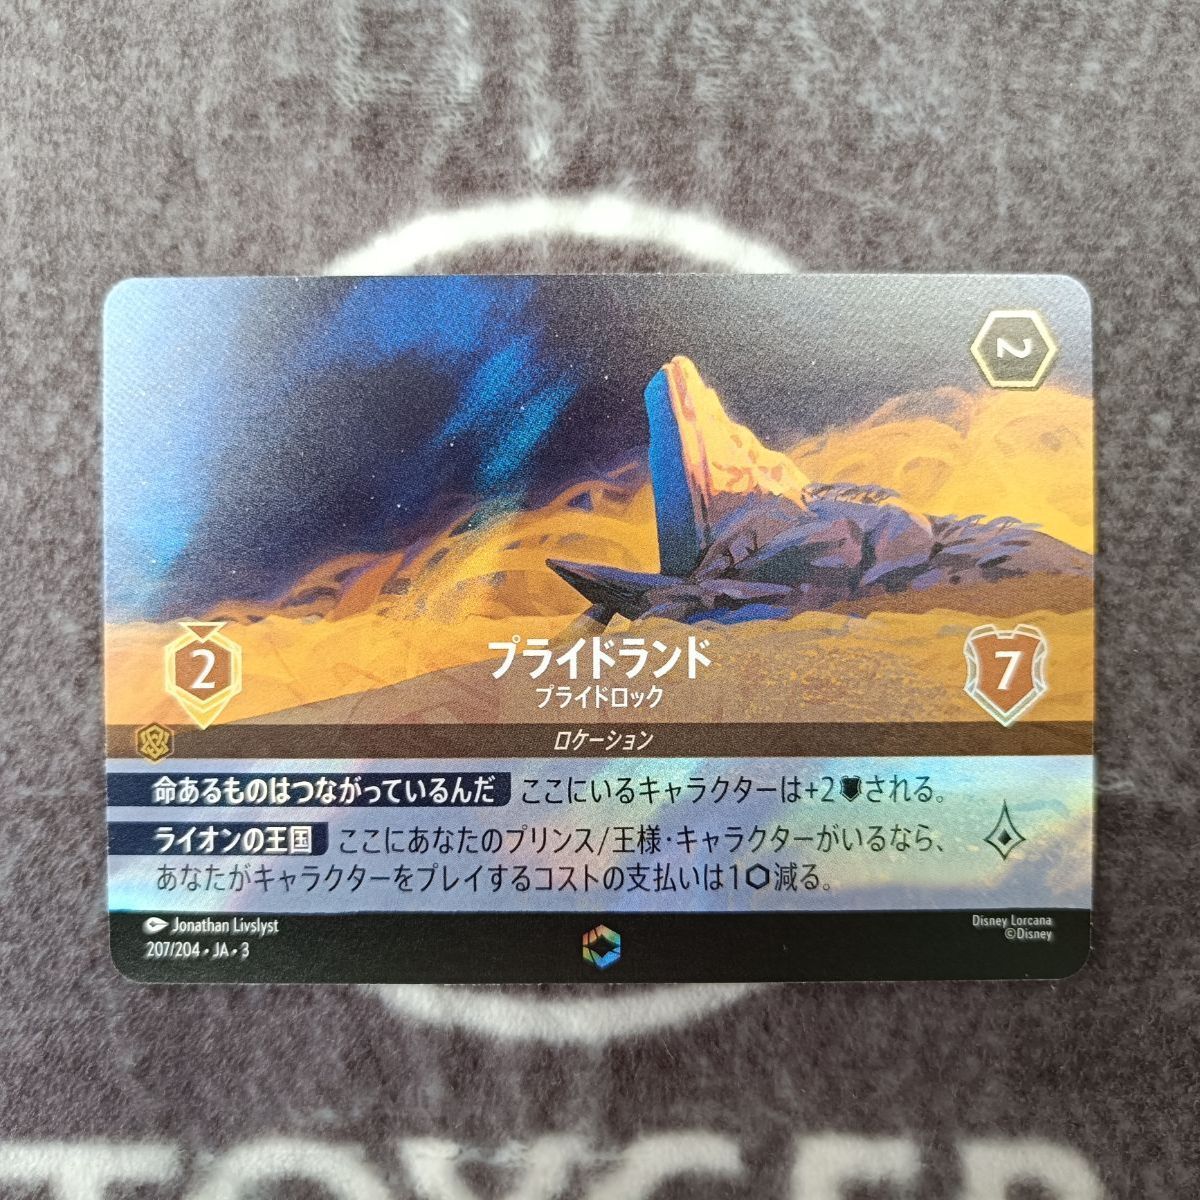 2
2
プライドランド
プライドロック
7
ロケーション
命あるものはつながっているんだ ここにいるキャラクターは+2される。
ライオンの王国 ここにあなたのプリンス/王様・キャラクターがいるなら、
あなたがキャラクターをプレイするコストの支払いは1減る。
Jonathan Livslyst
207/204・JA・3
Disney Lorcana
©Disney